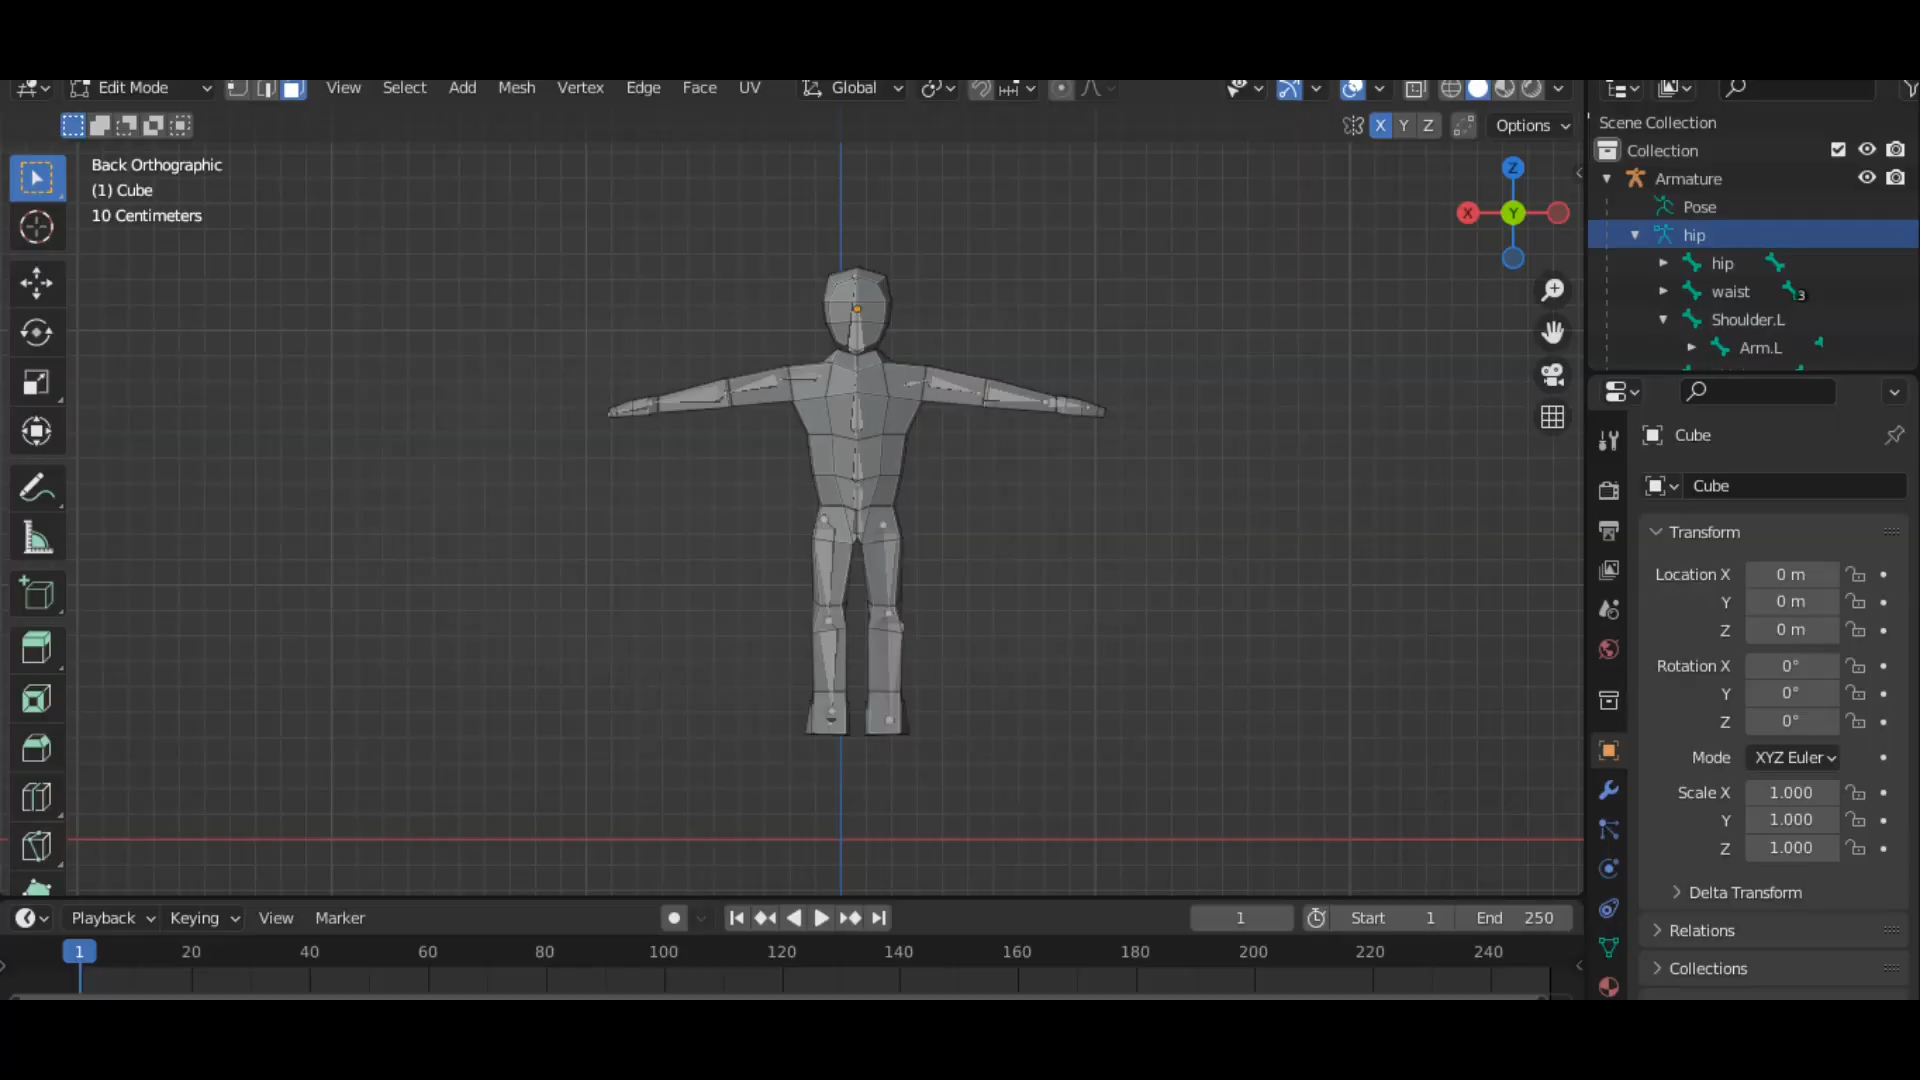 Edit Mode View Select Add Mesh Vertex Edge Face UV Global
X Y Z Options
Back Orthographic
(1) Cube
10 Centimeters
Z
X Y
Scene Collection
Collection
Armature
Pose
hip
hip
waist 3
Shoulder.L
Arm.L
Cube
Cube
Transform
Location X 0 m
Y 0 m
Z 0 m
Rotation X 0°
Y 0°
Z 0°
Mode XYZ Euler
Scale X 1.000
Y 1.000
Z 1.000
Delta Transform
Relations
Collections
Playback Keying View Marker 1 Start 1 End 250
1 20 40 60 80 100 120 140 160 180 200 220 240